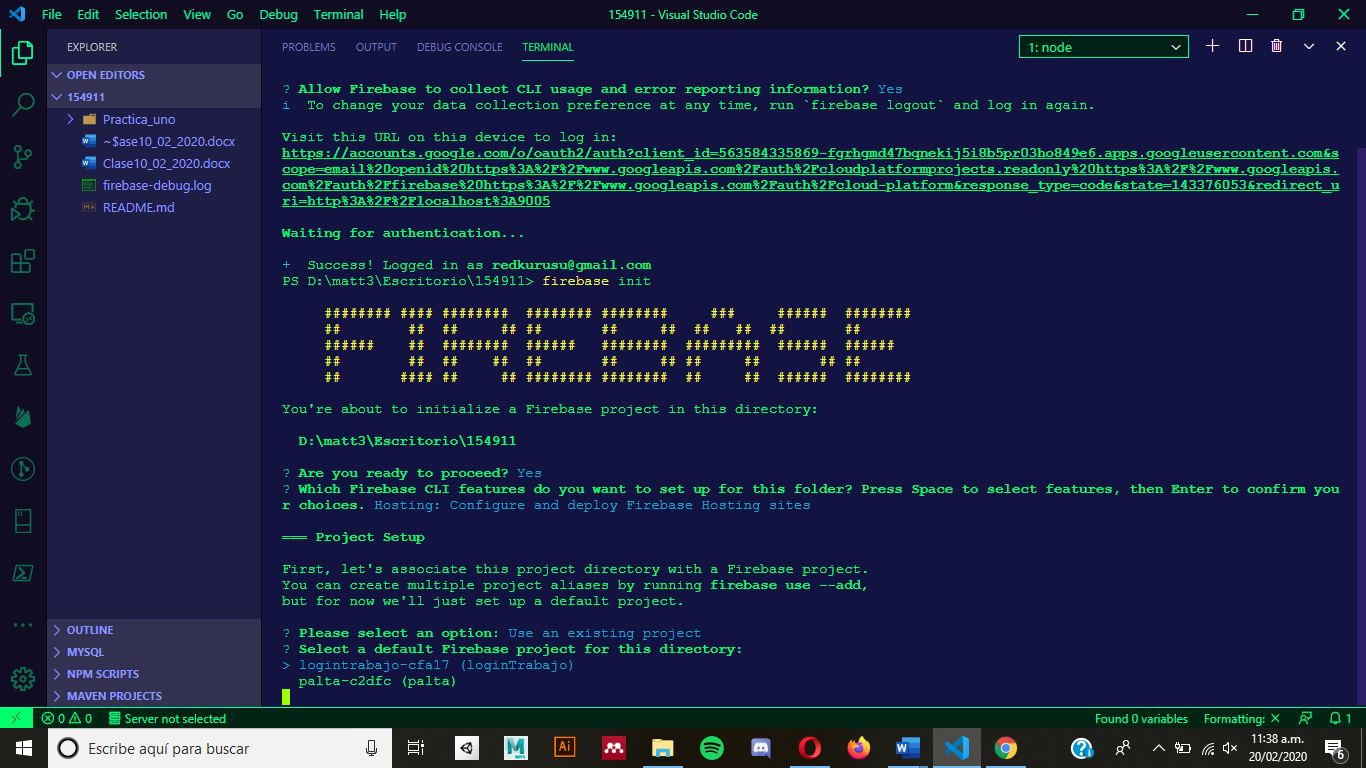 File Edit Selection View Go Debug Terminal Help
154911 - Visual Studio Code
EXPLORER
OPEN EDITORS
154911
Practica_uno
~$ase10_02_2020.docx
Clase10_02_2020.docx
firebase-debug.log
README.md
OUTLINE
MYSQL
NPM SCRIPTS
MAVEN PROJECTS
PROBLEMS OUTPUT DEBUG CONSOLE TERMINAL
1: node
? Allow Firebase to collect CLI usage and error reporting information? Yes
i  To change your data collection preference at any time, run `firebase logout` and log in again.
Visit this URL on this device to log in:
https://accounts.google.com/o/oauth2/auth?client_id=563584335869-fgrhgmd47bqnekij5i8b5pr03ho849e6.apps.googleusercontent.com&s
cope=email%20openid%20https%3A%2F%2Fwww.googleapis.com%2Fauth%2Fcloudplatformprojects.readonly%20https%3A%2F%2Fwww.googleapis.
com%2Fauth%2Ffirebase%20https%3A%2F%2Fwww.googleapis.com%2Fauth%2Fcloud-platform&response_type=code&state=143376053&redirect_u
ri=http%3A%2F%2Flocalhost%3A9005
Waiting for authentication...
+  Success! Logged in as redkurusu@gmail.com
PS D:\matt3\Escritorio\154911> firebase init
FIREBASE
You're about to initialize a Firebase project in this directory:
D:\matt3\Escritorio\154911
? Are you ready to proceed? Yes
? Which Firebase CLI features do you want to set up for this folder? Press Space to select features, then Enter to confirm you
r choices. Hosting: Configure and deploy Firebase Hosting sites
=== Project Setup
First, let's associate this project directory with a Firebase project.
You can create multiple project aliases by running firebase use --add,
but for now we'll just set up a default project.
? Please select an option: Use an existing project
? Select a default Firebase project for this directory:
> logintrabajo-cfa17 (loginTrabajo)
palta-c2dfc (palta)
0 0 Server not selected
Found 0 variables Formatting: × 1
Escribe aquí para buscar
M
Ai
W
11:38 a.m.
20/02/2020
6